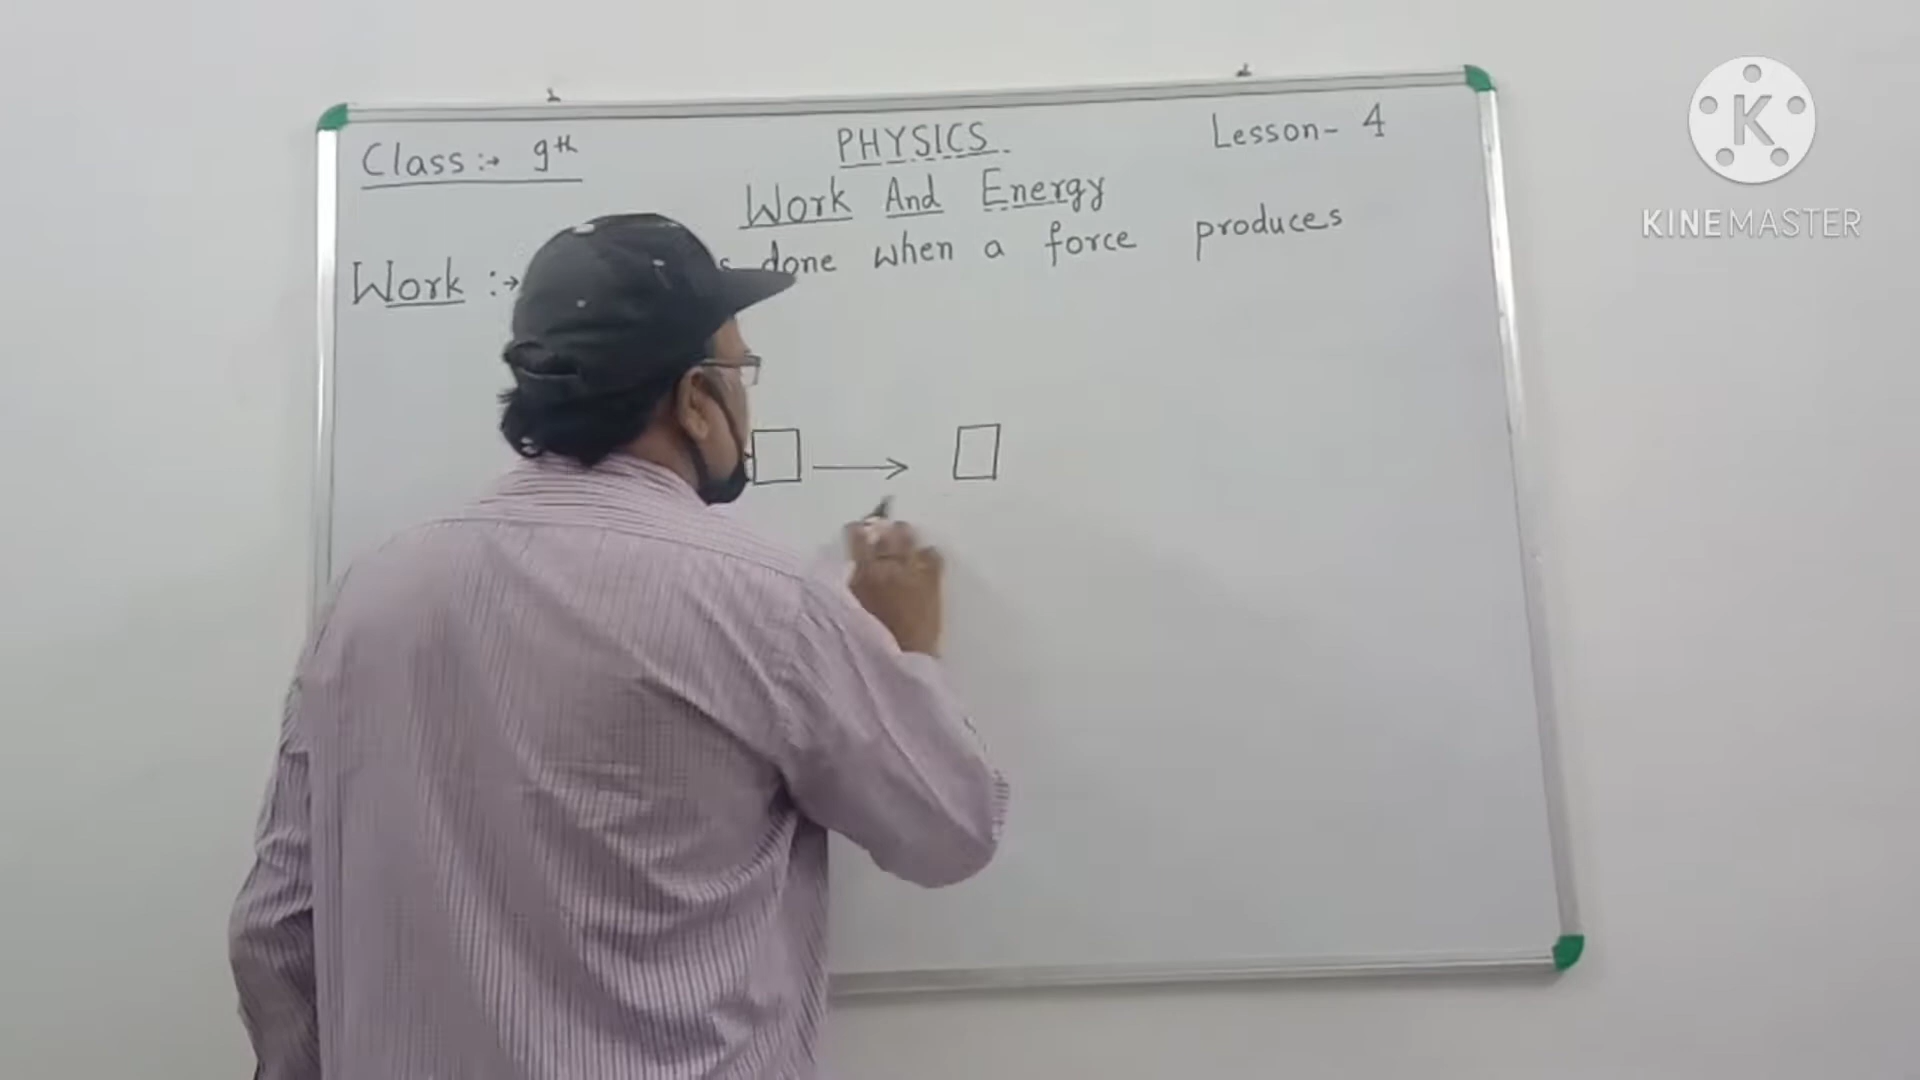 Class :→ 9th
PHYSICS
Lesson- 4
Work And Energy
Work :→ done when a force produces
K
KINEMASTER